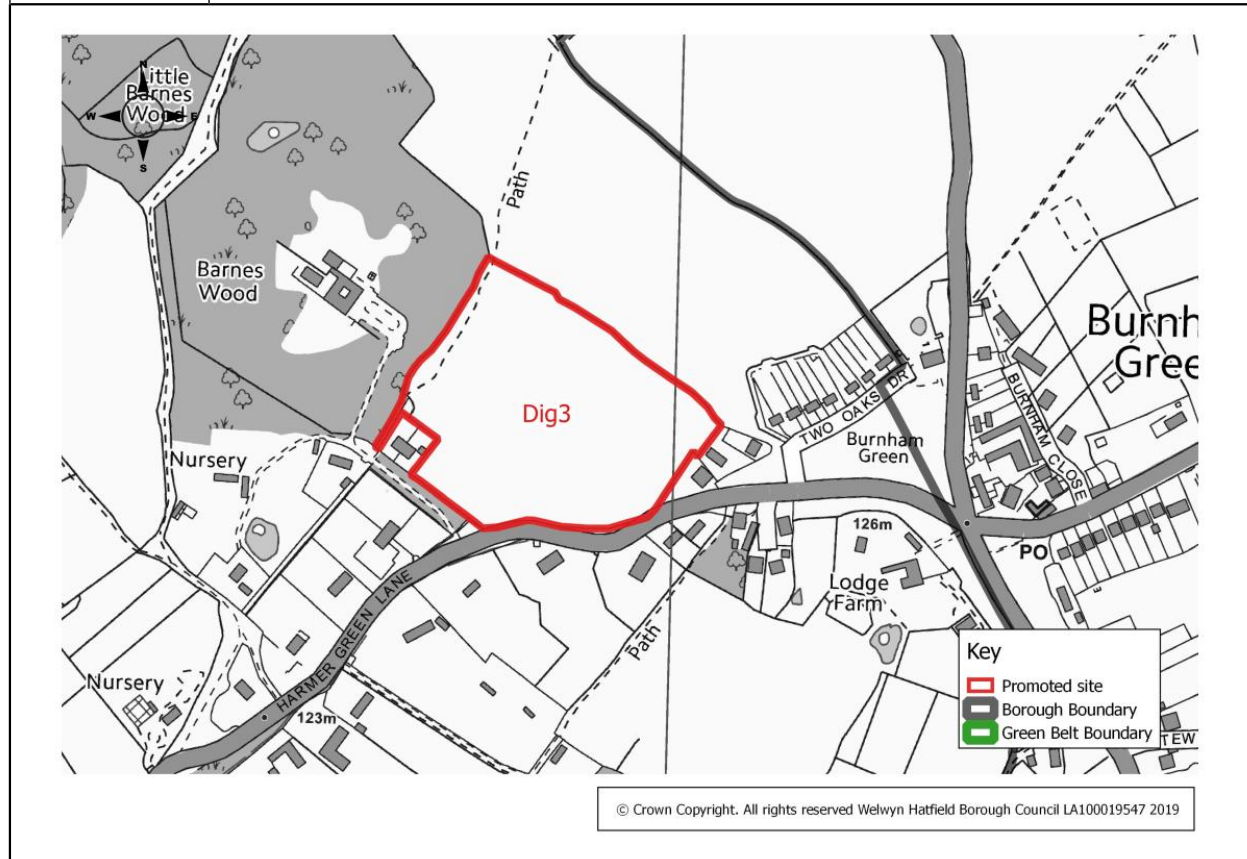 Little
Barnes
Wood
N
W
E
S
Path
Barnes
Wood
Burnh
Green
Dig3
TWO OAKS DR
BURNHAM CLOSE
Burnham
Green
Nursery
126m
PO
Lodge
Farm
HARMER GREEN LANE
Path
Nursery
123m
Key
Promoted site
Borough Boundary
Green Belt Boundary
TEW
© Crown Copyright. All rights reserved Welwyn Hatfield Borough Council LA100019547 2019